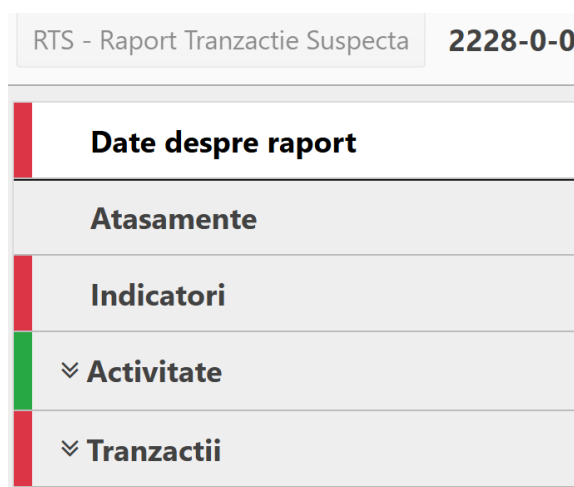 RTS - Raport Tranzactie Suspecta 2228-0-0
Date despre raport
Atasamente
Indicatori
Activitate
Tranzactii